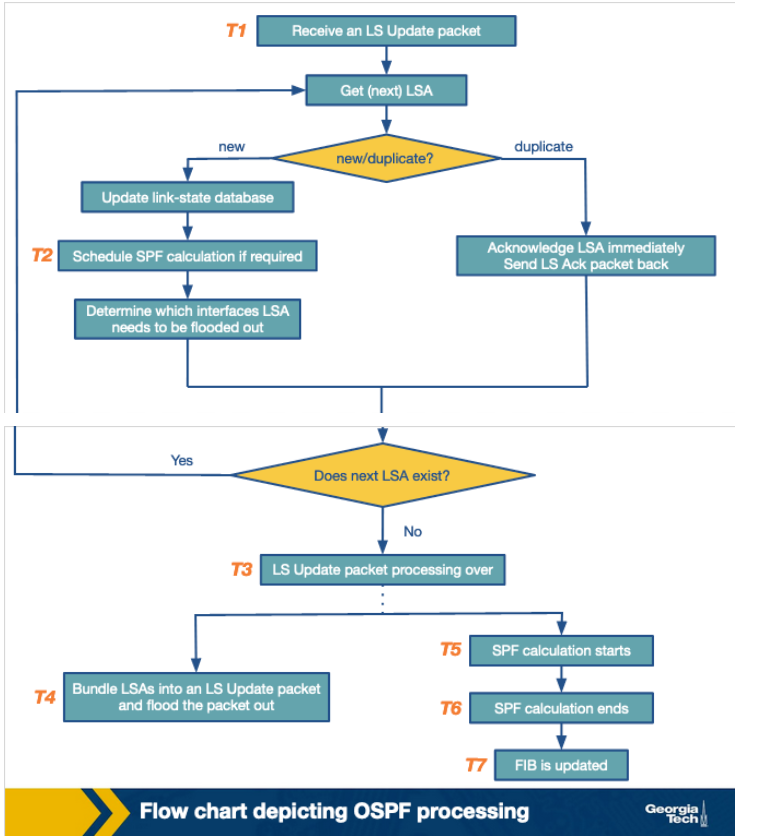 T1
Receive an LS Update packet
Get (next) LSA
new
new/duplicate?
duplicate
Update link-state database
T2
Schedule SPF calculation if required
Acknowledge LSA immediately
Send LS Ack packet back
Determine which interfaces LSA
needs to be flooded out
Yes
Does next LSA exist?
No
T3
LS Update packet processing over
T5
SPF calculation starts
T4
Bundle LSAs into an LS Update packet
and flood the packet out
T6
SPF calculation ends
T7
FIB is updated
Flow chart depicting OSPF processing
Georgia
Tech